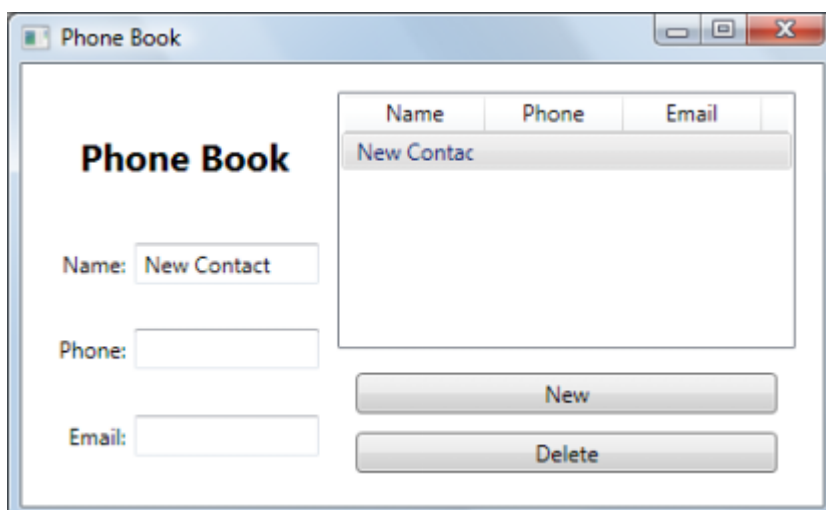 Phone Book
Phone Book
Name: New Contact
Phone:
Email:
Name Phone Email
New Contac
New
Delete